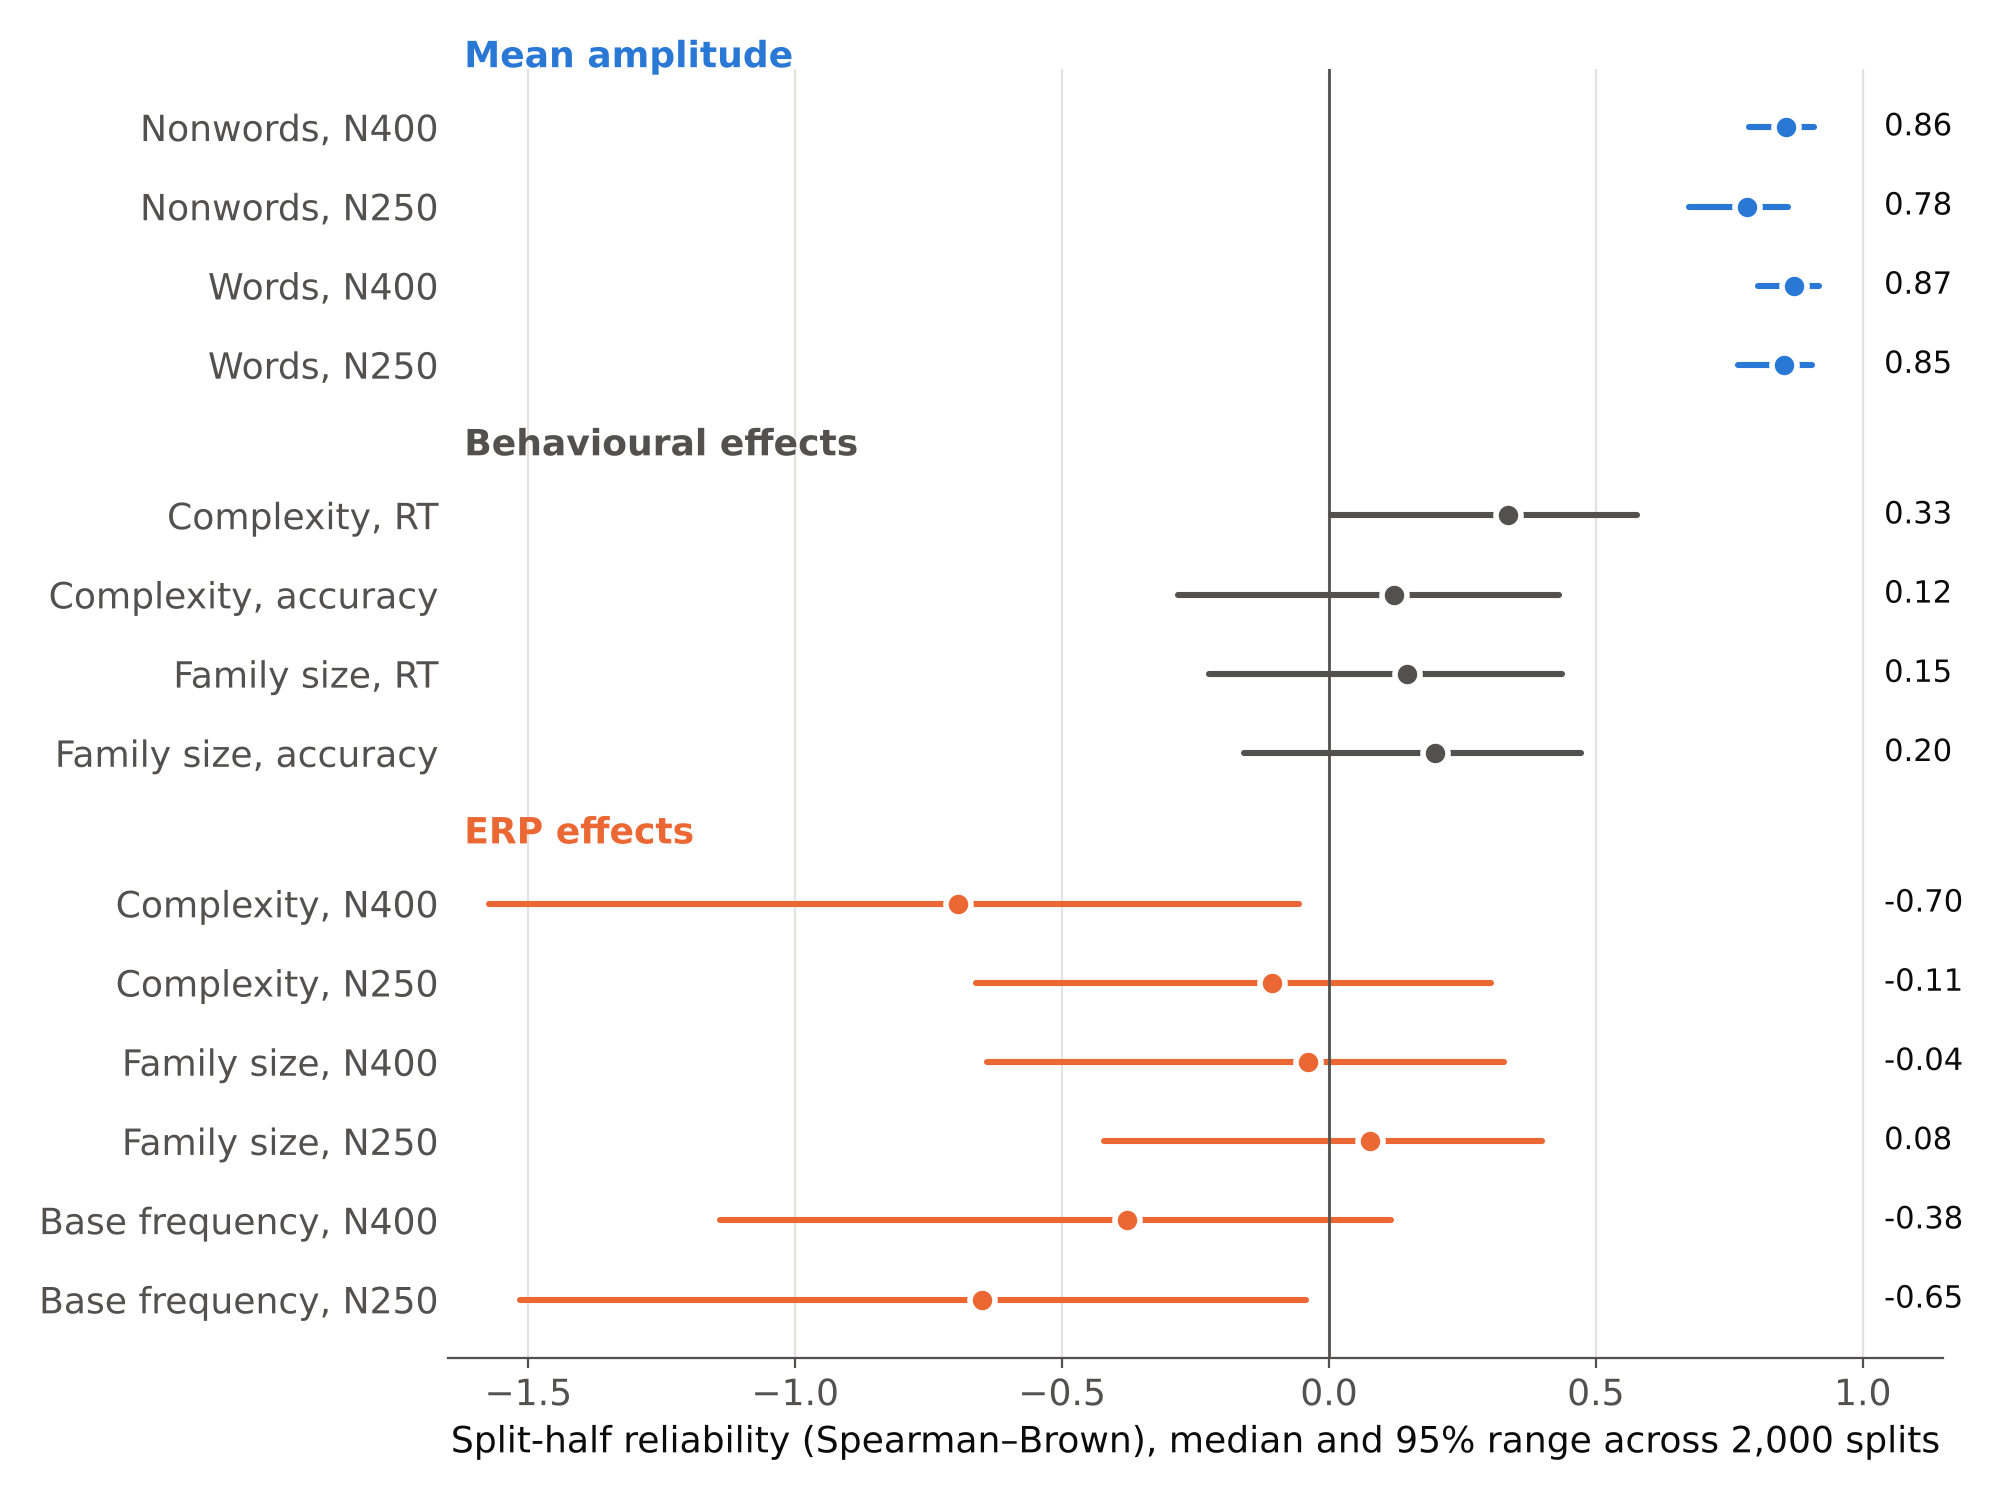 Mean amplitude
Nonwords, N400 0.86
Nonwords, N250 0.78
Words, N400 0.87
Words, N250 0.85
Behavioural effects
Complexity, RT 0.33
Complexity, accuracy 0.12
Family size, RT 0.15
Family size, accuracy 0.20
ERP effects
Complexity, N400 -0.70
Complexity, N250 -0.11
Family size, N400 -0.04
Family size, N250 0.08
Base frequency, N400 -0.38
Base frequency, N250 -0.65
−1.5 −1.0 −0.5 0.0 0.5 1.0
Split-half reliability (Spearman–Brown), median and 95% range across 2,000 splits